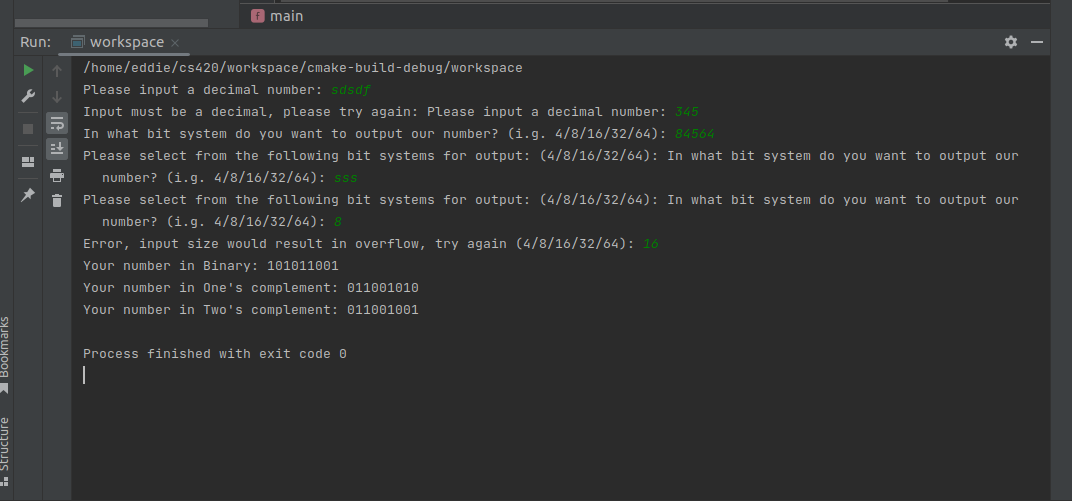 main
Run:
workspace
/home/eddie/cs420/workspace/cmake-build-debug/workspace
Please input a decimal number: sdsdf
Input must be a decimal, please try again: Please input a decimal number: 345
In what bit system do you want to output our number? (i.g. 4/8/16/32/64): 84564
Please select from the following bit systems for output: (4/8/16/32/64): In what bit system do you want to output our
number? (i.g. 4/8/16/32/64): sss
Please select from the following bit systems for output: (4/8/16/32/64): In what bit system do you want to output our
number? (i.g. 4/8/16/32/64): 8
Error, input size would result in overflow, try again (4/8/16/32/64): 16
Your number in Binary: 101011001
Your number in One's complement: 011001010
Your number in Two's complement: 011001001
Process finished with exit code 0
Bookmarks
Structure